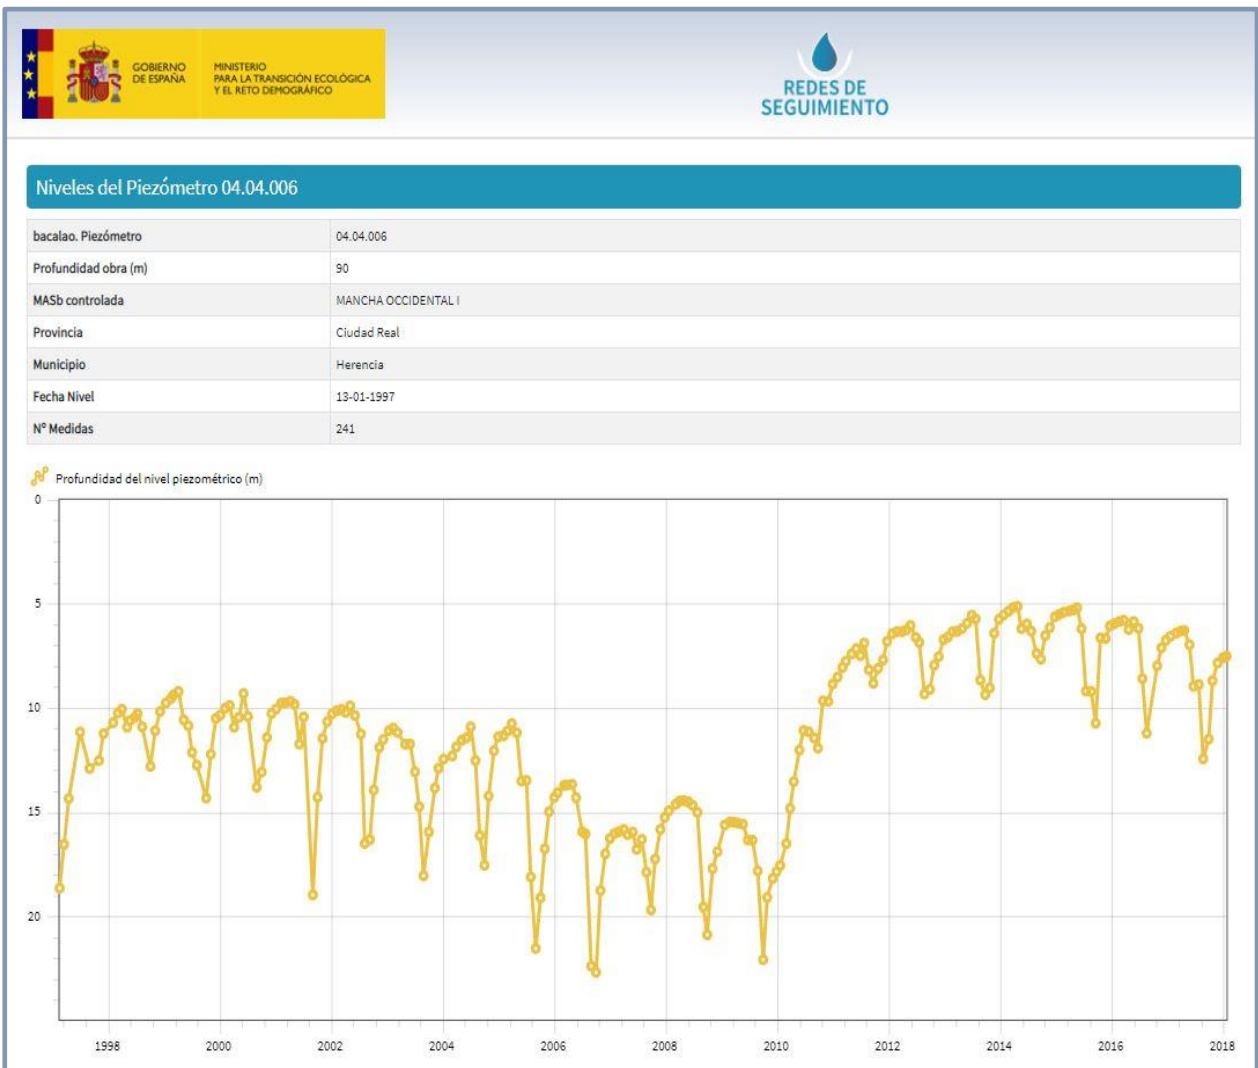 GOBIERNO
DE ESPAÑA
MINISTERIO
PARA LA TRANSICIÓN ECOLÓGICA
Y EL RETO DEMOGRÁFICO
REDES DE
SEGUIMIENTO
Niveles del Piezómetro 04.04.006
bacalao. Piezómetro 04.04.006
Profundidad obra (m) 90
MASb controlada MANCHA OCCIDENTAL I
Provincia Ciudad Real
Municipio Herencia
Fecha Nivel 13-01-1997
Nº Medidas 241
Profundidad del nivel piezométrico (m)
0
5
10
15
20
1998 2000 2002 2004 2006 2008 2010 2012 2014 2016 2018